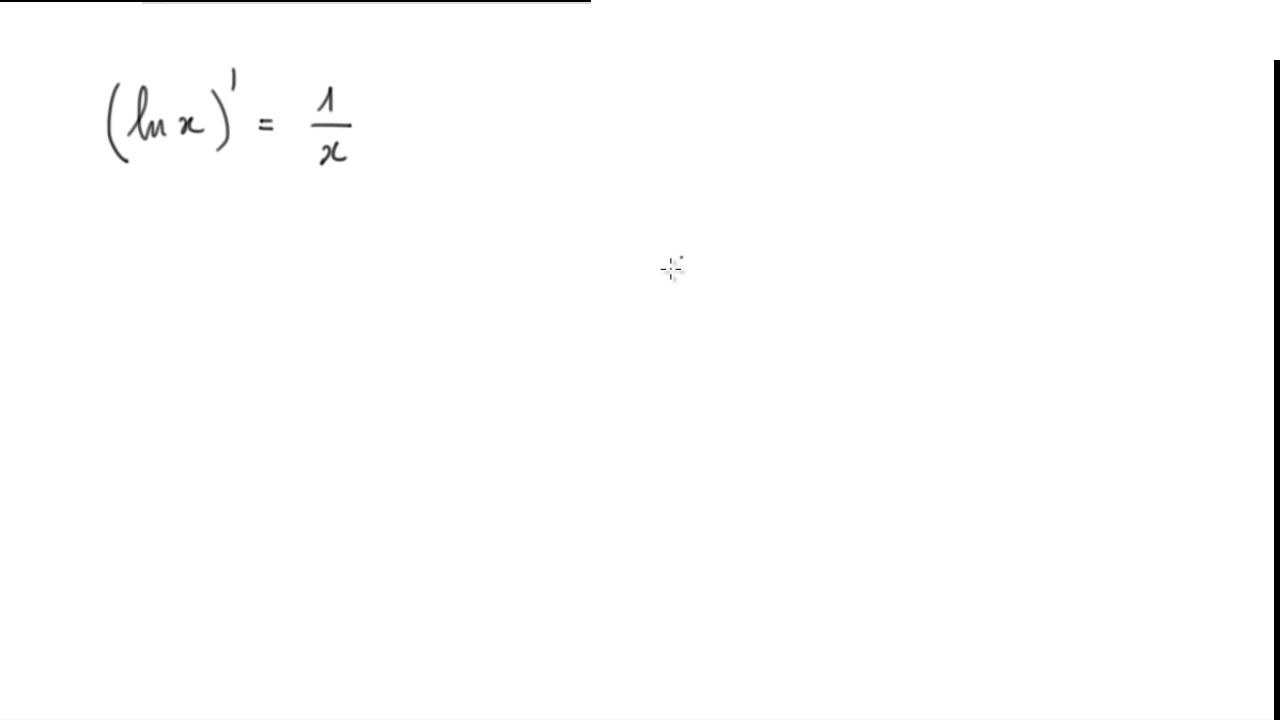 (ln x)' = 1/x